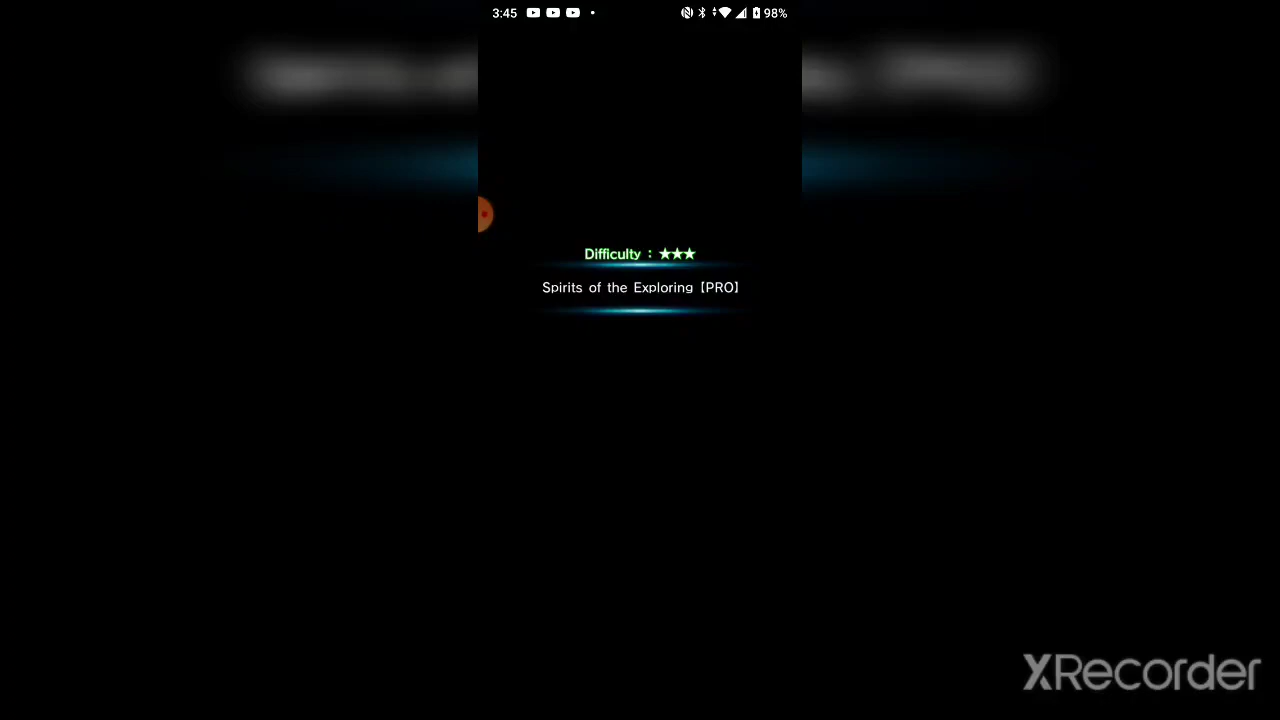 3:45 98%
Difficulty : ★★★
Spirits of the Exploring [PRO]
XRecorder